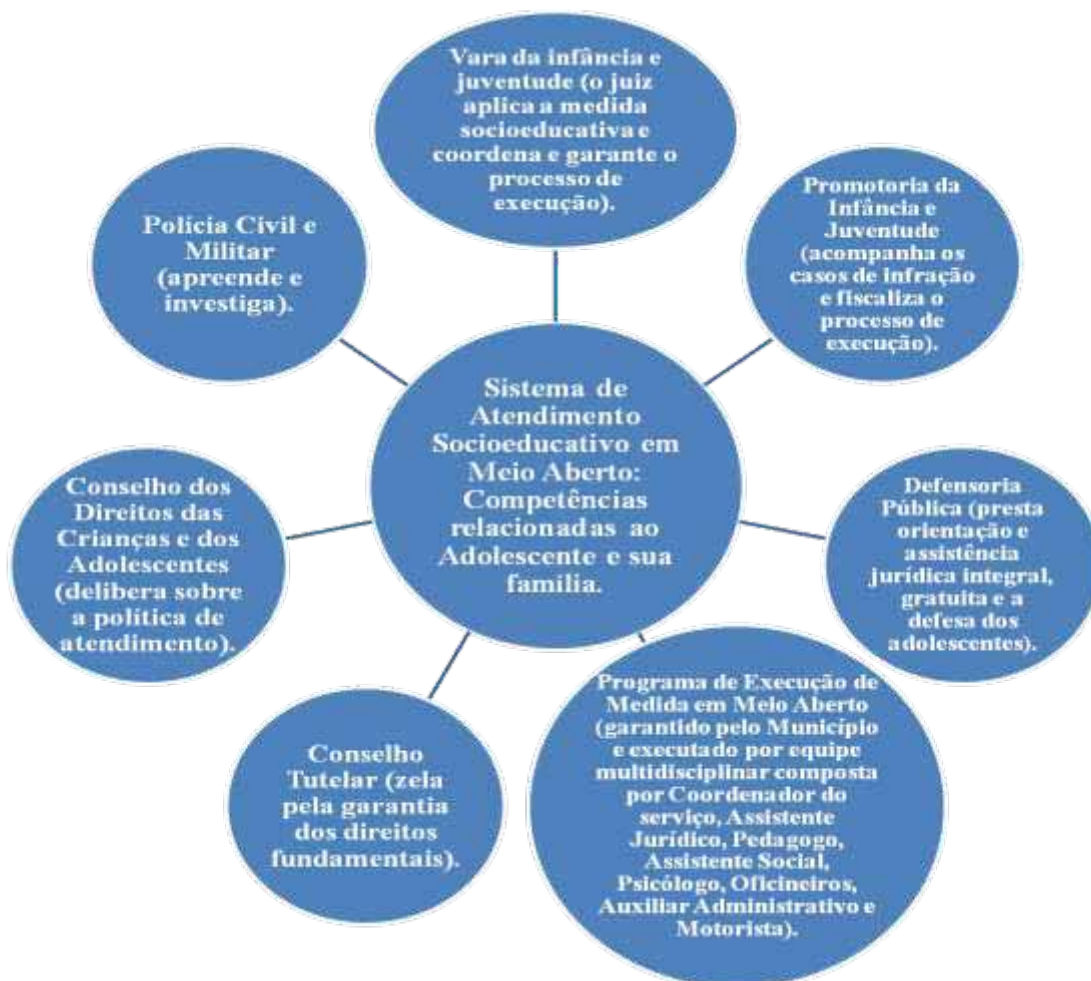 Vara da infância e
juventude (o juiz
aplica a medida
socioeducativa e
coordena e garante o
processo de
execução).
Promotoria da
Infância e
Juventude
(acompanha os
casos de infração
e fiscaliza o
processo de
execução).
Defensoria
Pública (presta
orientação e
assistência
jurídica integral,
gratuita e a
defesa dos
adolescentes).
Programa de Execução de
Medida em Meio Aberto
(garantido pelo Município
e executado por equipe
multidisciplinar composta
por Coordenador do
serviço, Assistente
Jurídico, Pedagogo,
Assistente Social,
Psicólogo, Oficineiros,
Auxiliar Administrativo e
Motorista).
Conselho
Tutelar (zela
pela garantia
dos direitos
fundamentais).
Conselho dos
Direitos das
Crianças e dos
Adolescentes
(delibera sobre
a política de
atendimento).
Polícia Civil e
Militar
(apreende e
investiga).
Sistema de
Atendimento
Socioeducativo em
Meio Aberto:
Competências
relacionadas ao
Adolescente e sua
família.